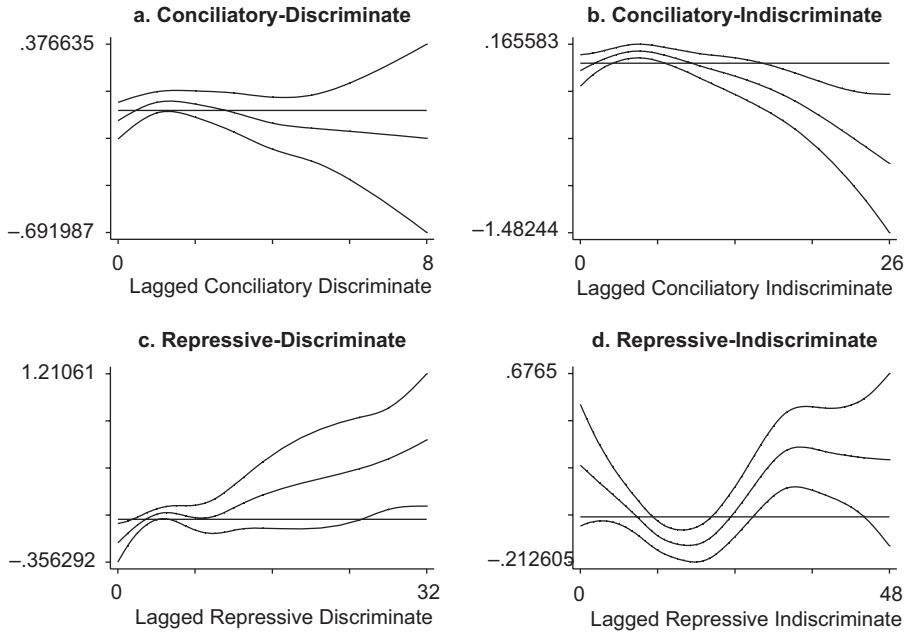 a. Conciliatory-Discriminate
.376635
–.691987
0 8
Lagged Conciliatory Discriminate
b. Conciliatory-Indiscriminate
.165583
–1.48244
0 26
Lagged Conciliatory Indiscriminate
c. Repressive-Discriminate
1.21061
–.356292
0 32
Lagged Repressive Discriminate
d. Repressive-Indiscriminate
.6765
–.212605
0 48
Lagged Repressive Indiscriminate